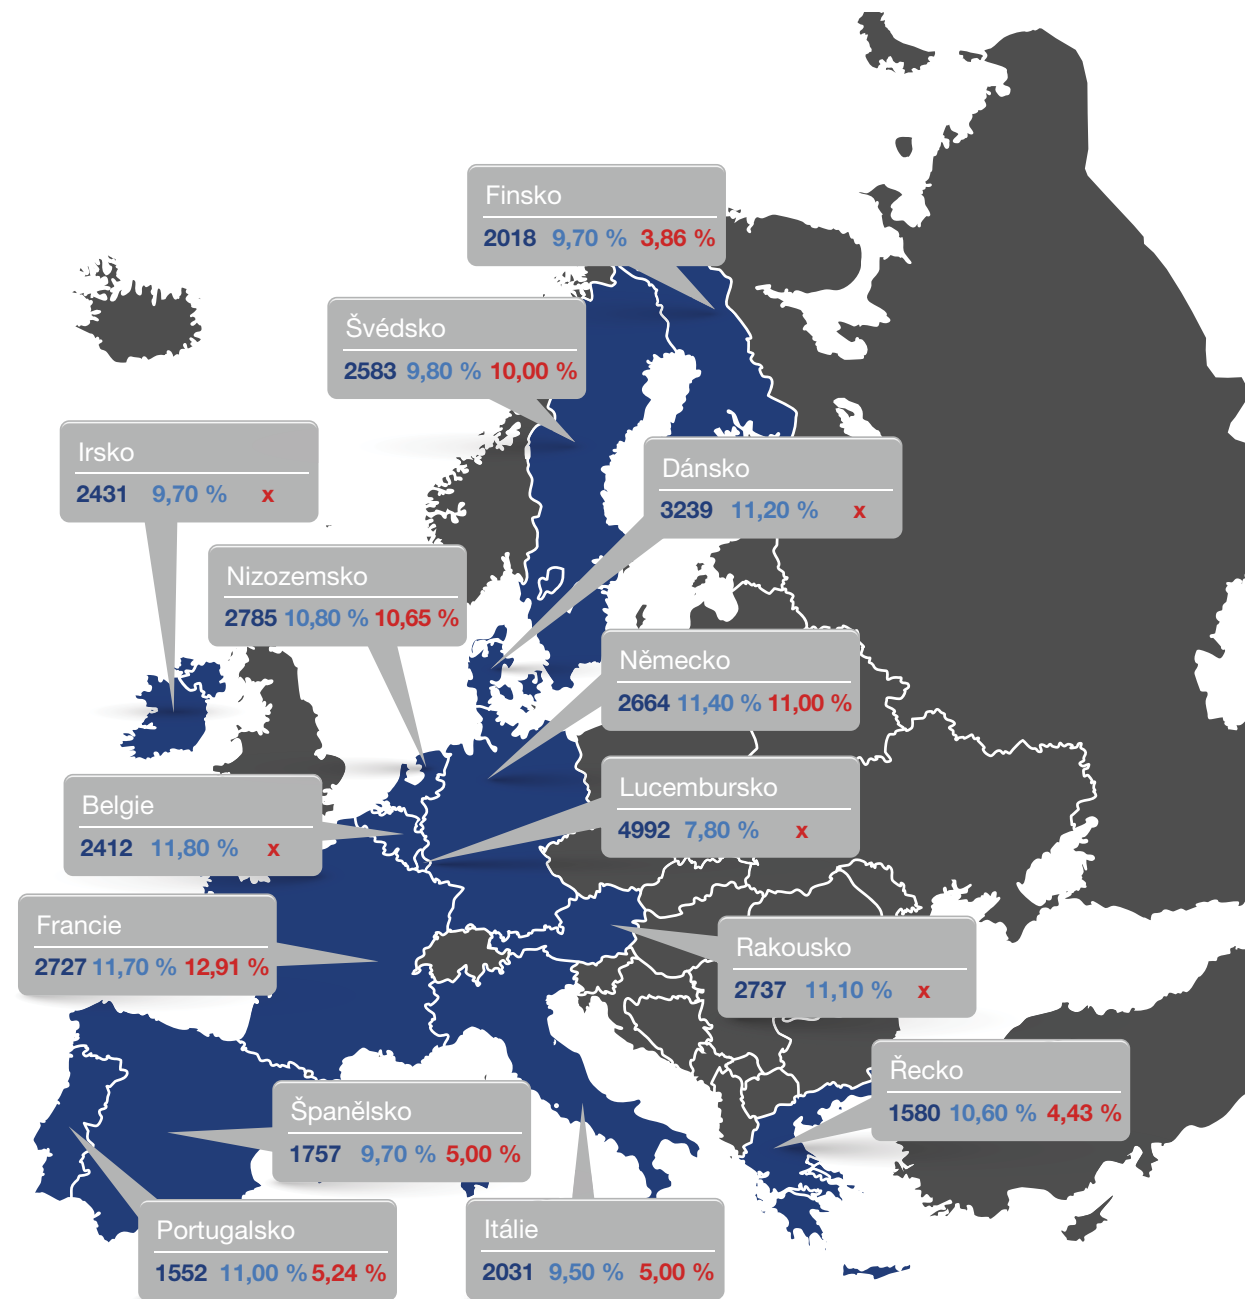 Finsko
2018 9,70 % 3,86 %
Švédsko
2583 9,80 % 10,00 %
Irsko
2431 9,70 % x
Dánsko
3239 11,20 % x
Nizozemsko
2785 10,80 % 10,65 %
Německo
2664 11,40 % 11,00 %
Lucembursko
4992 7,80 % x
Belgie
2412 11,80 % x
Francie
2727 11,70 % 12,91 %
Rakousko
2737 11,10 % x
Řecko
1580 10,60 % 4,43 %
Španělsko
1757 9,70 % 5,00 %
Portugalsko
1552 11,00 % 5,24 %
Itálie
2031 9,50 % 5,00 %